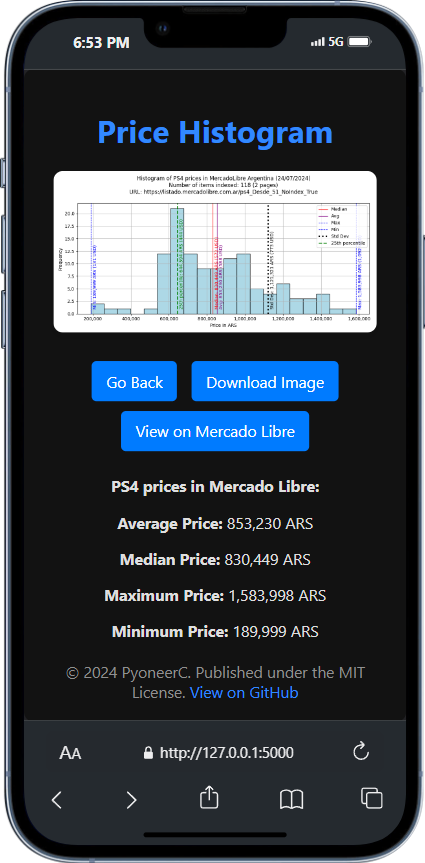 6:53 PM
5G
Price Histogram
Histogram of PS4 prices in MercadoLibre Argentina (24/07/2024)
Number of items indexed: 118 (2 pages)
URL: https://listado.mercadolibre.com.ar/ps4_Desde_51_NoIndex_True
Median
Avg
Max
Min
Std Dev
25th percentile
20.0
17.5
15.0
12.5
10.0
7.5
5.0
2.5
0.0
Frequency
200,000
400,000
600,000
800,000
1,000,000
1,200,000
1,400,000
1,600,000
Price in ARS
Go Back
Download Image
View on Mercado Libre
PS4 prices in Mercado Libre:
Average Price: 853,230 ARS
Median Price: 830,449 ARS
Maximum Price: 1,583,998 ARS
Minimum Price: 189,999 ARS
© 2024 PyoneerC. Published under the MIT
License. View on GitHub
AA
http://127.0.0.1:5000